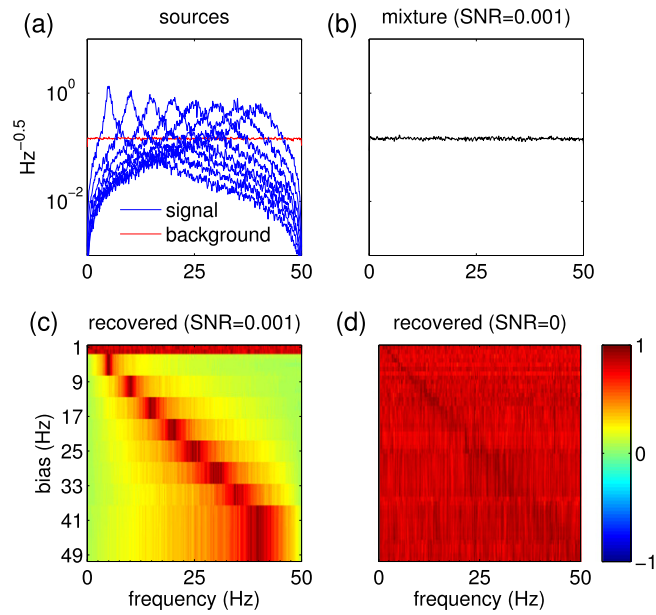 (a)
sources
(b)
mixture (SNR=0.001)
10^0
10^-2
Hz^-0.5
signal
background
0
25
50
0
25
50
(c)
recovered (SNR=0.001)
(d)
recovered (SNR=0)
1
9
17
25
33
41
49
bias (Hz)
0
25
50
frequency (Hz)
0
25
50
frequency (Hz)
1
0
-1